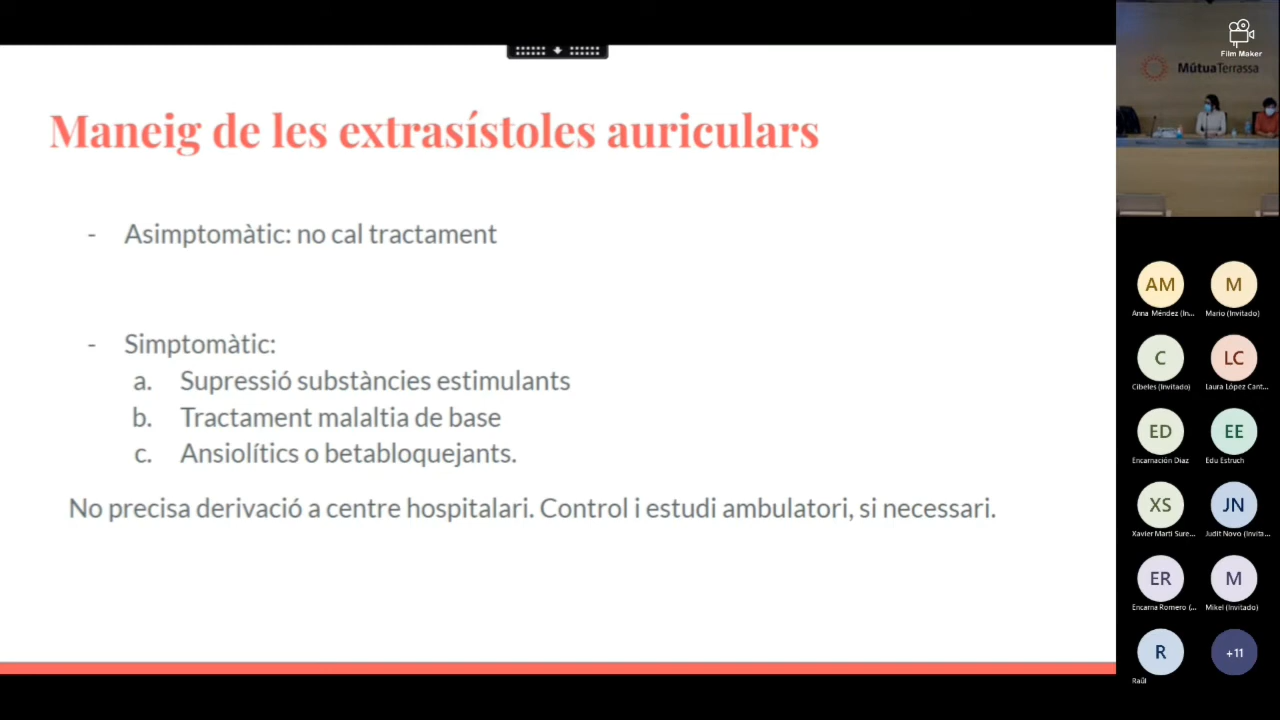 Maneig de les extrasístoles auriculars
- Asimptomàtic: no cal tractament
- Simptomàtic:
a. Supressió substàncies estimulants
b. Tractament malaltia de base
c. Ansiolítics o betabloquejants.
No precisa derivació a centre hospitalari. Control i estudi ambulatori, si necessari.
Film Maker
MútuaTerrassa
AM M
Anna Méndez (In... Mario (Invitado)
C LC
Cibeles (Invitado) Laura López Cant...
ED EE
Encarnación Diaz Edu Estruch
XS JN
Xavier Marti Sure... Judit Novo (Invita...
ER M
Encarna Romero (... Mikel (Invitado)
R +11
Raúl